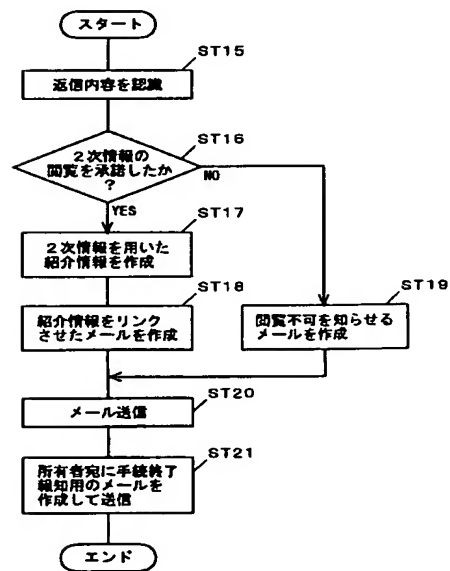 スタート
ST15
返信内容を認識
ST16
2次情報の
閲覧を承諾したか
?
NO
YES
ST17
2次情報を用いた
紹介情報を作成
ST18
紹介情報をリンク
させたメールを作成
ST19
閲覧不可を知らせる
メールを作成
ST20
メール送信
ST21
所有者宛に手続終了
報知用のメールを
作成して送信
エンド